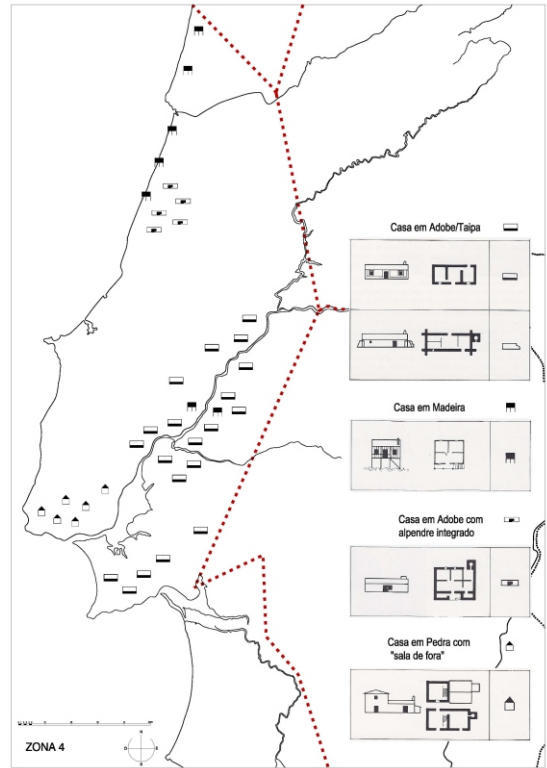 Casa em Adobe/Taipa
Casa em Madeira
Casa em Adobe com
alpendre integrado
Casa em Pedra com
"sala de fora"
ZONA 4
N
E